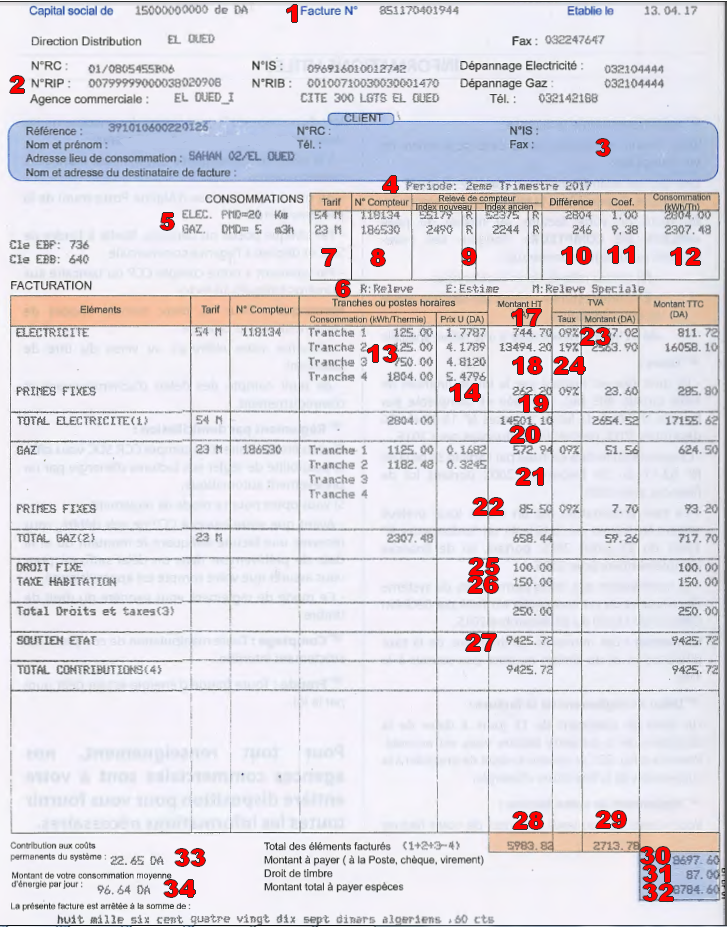 Capital social de 15000000000 de DA 1 Facture N° 851170401944 Etablie le 13. 04. 17
Direction Distribution EL OUED Fax : 032247647
N°RC : 01/0805455B06 N°IS : 096916010012742 Dépannage Electricité : 032104444
2 N°RIP : 00799999000038020908 N°RIB : 00100710030030001470 Dépannage Gaz : 032104444
Agence commerciale : EL OUED_I CITE 300 LGTS EL OUED Tél. : 032142188
CLIENT
Référence : 391010600220126 N°RC : N°IS :
Nom et prénom : Tél. : Fax : 3
Adresse lieu de consommation : SAHAN 02/EL OUED
Nom et adresse du destinataire de facture :
4 Periode: 2eme Trimestre 2017
CONSOMMATIONS Tarif N° Compteur Relevé de compteur Différence Coef. Consommation
Index nouveau Index ancien (kWh/Th)
5 ELEC. PMD=20 Kw 54 M 118134 55179 R 52375 R 2804 1.00 2804.00
GAZ. DMD= 5 m3h 23 M 186530 2490 R 2244 R 246 9.38 2307.48
Cle EBP: 736
7 8 9 10 11 12
Cle EBB: 640
FACTURATION 6 R:Releve E:Estime M:Releve Speciale
Eléments Tarif N° Compteur Tranches ou postes horaires Montant HT TVA Montant TTC
Consommation (kWh/Thermie) Prix U (DA) 17 Taux Montant (DA) (DA)
ELECTRICITE 54 M 118134 Tranche 1 125.00 1.7787 744.70 09% 23 811.72
13 Tranche 2 125.00 4.1789 13494.20 19% 2563.90 16058.10
Tranche 3 4.8120 18 24
Tranche 4 1804.00 5.4796
PRIMES FIXES 14 262.20 09% 23.60 285.80
19
TOTAL ELECTRICITE(1) 54 M 2804.00 14501.10 2654.52 17155.62
20
GAZ 23 M 186530 Tranche 1 1125.00 0.1682 572.94 09% 51.56 624.50
Tranche 2 1182.48 0.3245
Tranche 3 21
Tranche 4
PRIMES FIXES 22 85.50 09% 7.70 93.20
TOTAL GAZ(2) 23 M 2307.48 658.44 59.26 717.70
DROIT FIXE 25 100.00 100.00
TAXE HABITATION 26 150.00 150.00
Total Droits et taxes(3) 250.00 250.00
SOUTIEN ETAT 27 9425.72 9425.72
TOTAL CONTRIBUTIONS(4) 9425.72 9425.72
28 29
Contribution aux coûts Total des éléments facturés (1+2+3-4) 5983.82 2713.78
permanents du système : 22.65 DA 33 Montant à payer ( à la Poste, chèque, virement) 30 8697.60
Montant de votre consommation moyenne Droit de timbre 31 87.00
d'énergie par jour : 96.64 DA 34 Montant total à payer espèces 32 8784.60
La présente facture est arrêtée à la somme de :
huit mille six cent quatre vingt dix sept dinars algeriens .60 cts